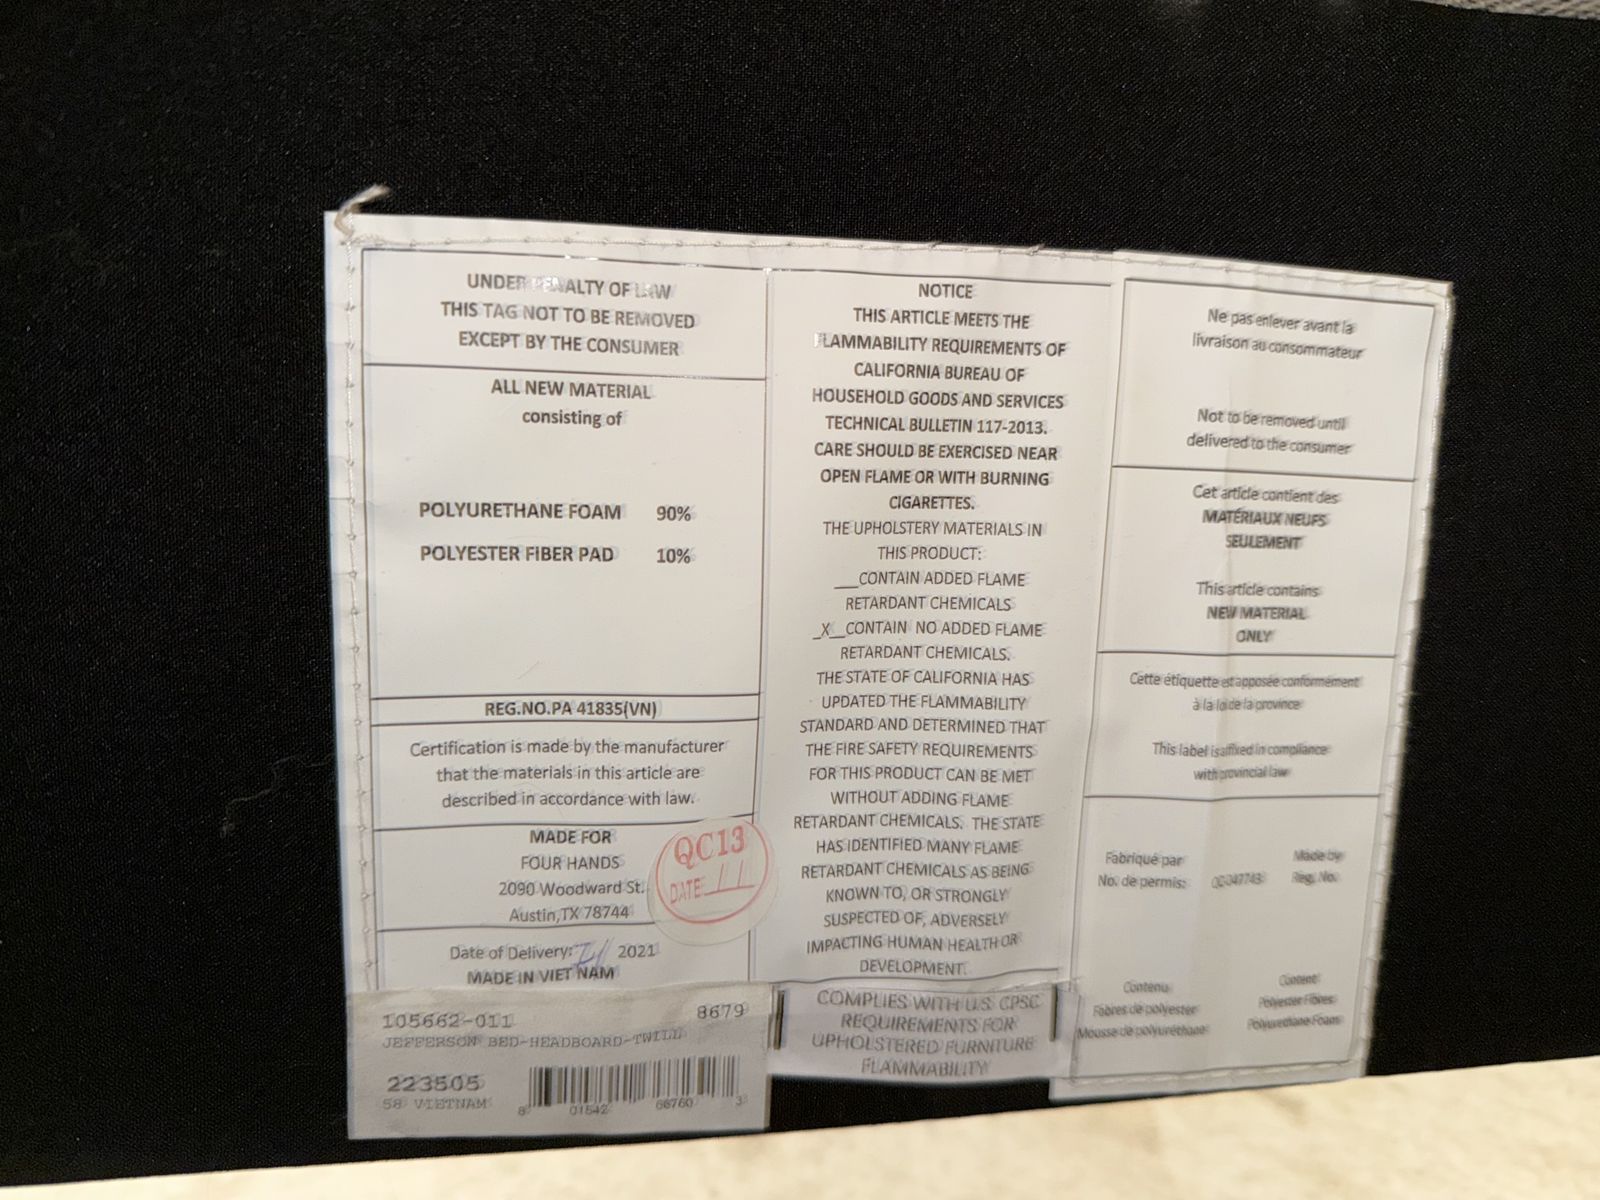 UNDER PENALTY OF LAW
THIS TAG NOT TO BE REMOVED
EXCEPT BY THE CONSUMER
ALL NEW MATERIAL
consisting of
POLYURETHANE FOAM 90%
POLYESTER FIBER PAD 10%
REG.NO.PA 41835(VN)
Certification is made by the manufacturer
that the materials in this article are
described in accordance with law.
MADE FOR
FOUR HANDS
2090 Woodward St.
Austin,TX 78744
QC13
DATE
Date of Delivery: 2021
MADE IN VIET NAM
105662-011 8679
JEFFERSON BED-HEADBOARD-TWILL
223505
58 VIETNAM
8 01542 66760 3
NOTICE
THIS ARTICLE MEETS THE
FLAMMABILITY REQUIREMENTS OF
CALIFORNIA BUREAU OF
HOUSEHOLD GOODS AND SERVICES
TECHNICAL BULLETIN 117-2013.
CARE SHOULD BE EXERCISED NEAR
OPEN FLAME OR WITH BURNING
CIGARETTES.
THE UPHOLSTERY MATERIALS IN
THIS PRODUCT:
___CONTAIN ADDED FLAME
RETARDANT CHEMICALS
_X__CONTAIN NO ADDED FLAME
RETARDANT CHEMICALS.
THE STATE OF CALIFORNIA HAS
UPDATED THE FLAMMABILITY
STANDARD AND DETERMINED THAT
THE FIRE SAFETY REQUIREMENTS
FOR THIS PRODUCT CAN BE MET
WITHOUT ADDING FLAME
RETARDANT CHEMICALS. THE STATE
HAS IDENTIFIED MANY FLAME
RETARDANT CHEMICALS AS BEING
KNOWN TO, OR STRONGLY
SUSPECTED OF, ADVERSELY
IMPACTING HUMAN HEALTH OR
DEVELOPMENT.
COMPLIES WITH U.S. CPSC
REQUIREMENTS FOR
UPHOLSTERED FURNITURE
FLAMMABILITY
Ne pas enlever avant la
livraison au consommateur
Not to be removed until
delivered to the consumer
Cet article contient des
MATÉRIAUX NEUFS
SEULEMENT
This article contains
NEW MATERIAL
ONLY
Cette étiquette est apposée conformément
à la loi de la province
This label is affixed in compliance
with provincial law
Fabriqué par Made by
No. de permis: Reg. No.
Contenu Content
Fibres de polyester Polyester Fibres
Mousse de polyuréthane Polyurethane Foam